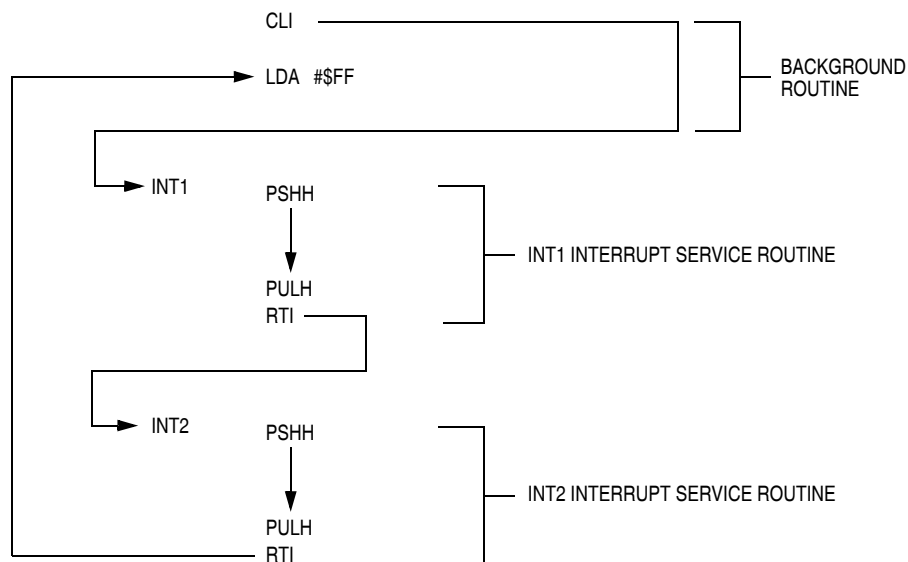 CLI
LDA #$FF
BACKGROUND
ROUTINE
INT1
PSHH
INT1 INTERRUPT SERVICE ROUTINE
PULH
RTI
INT2
PSHH
INT2 INTERRUPT SERVICE ROUTINE
PULH
RTI